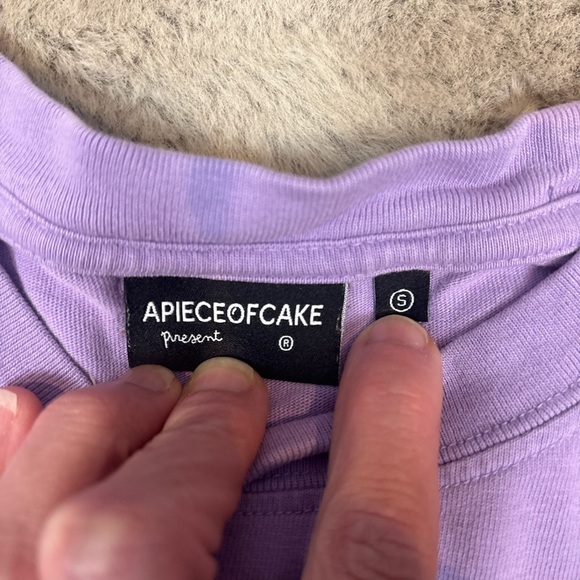 APIECEOFCAKE
present ®
S